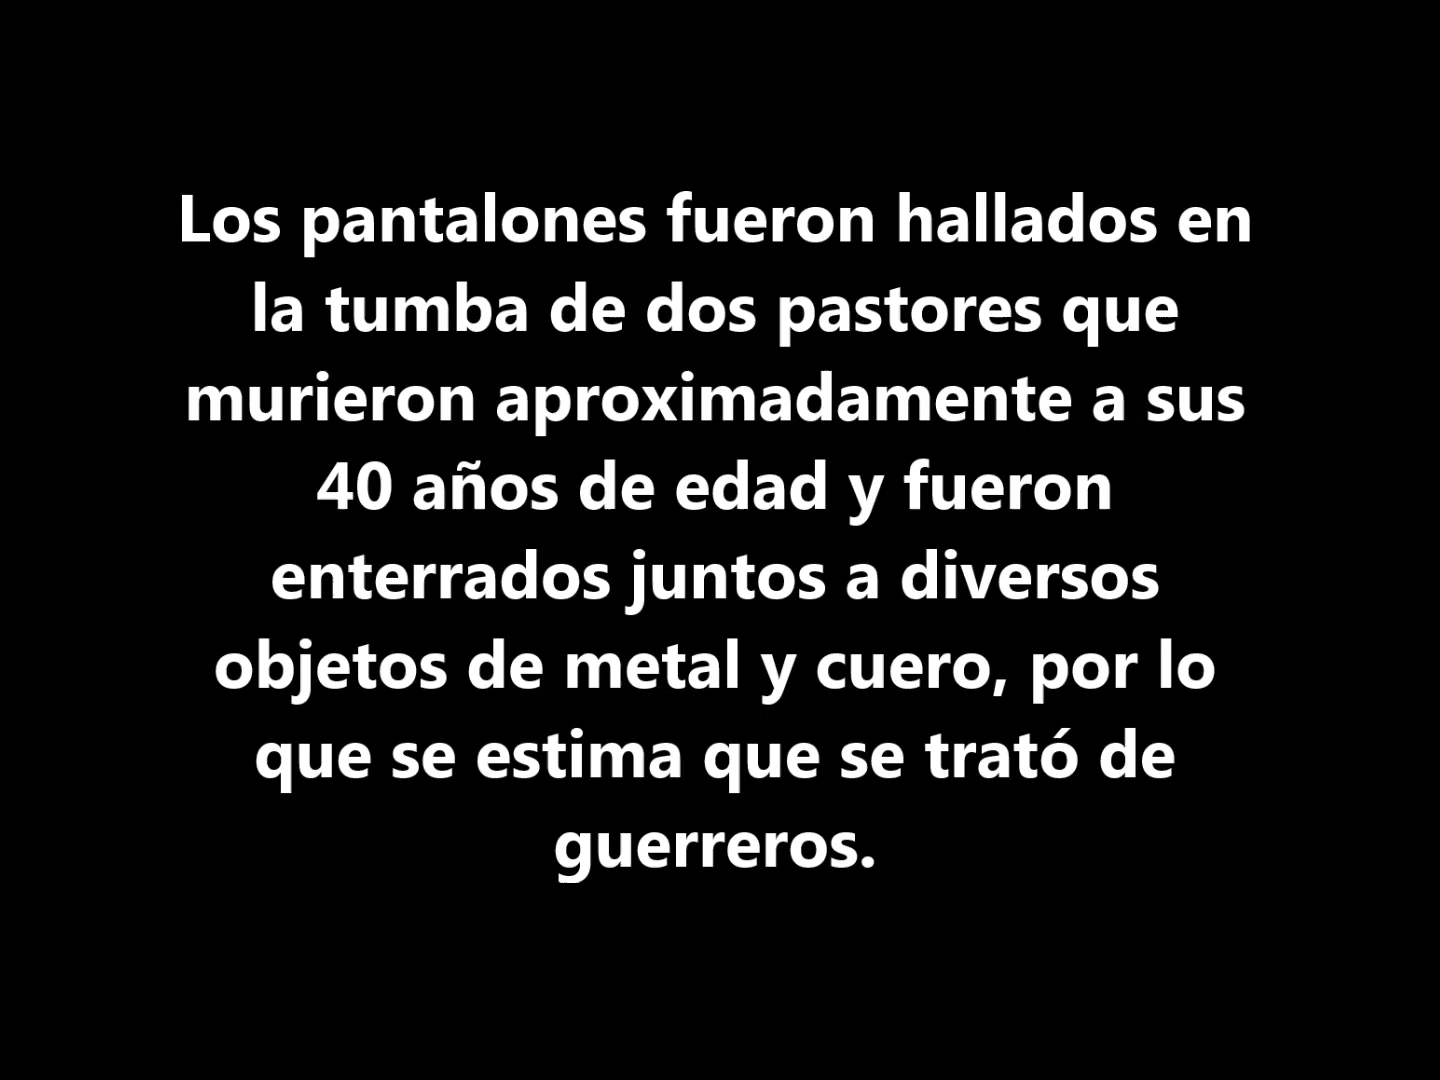 Los pantalones fueron hallados en
la tumba de dos pastores que
murieron aproximadamente a sus
40 años de edad y fueron
enterrados juntos a diversos
objetos de metal y cuero, por lo
que se estima que se trató de
guerreros.